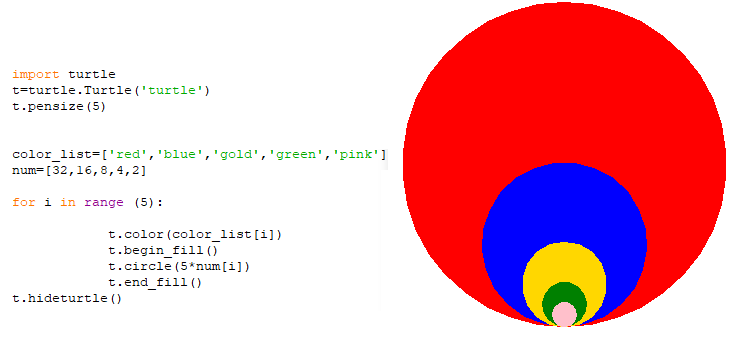 import turtle
t=turtle.Turtle('turtle')
t.pensize(5)
color_list=['red','blue','gold','green','pink']
num=[32,16,8,4,2]
for i in range (5):
t.color(color_list[i])
t.begin_fill()
t.circle(5*num[i])
t.end_fill()
t.hideturtle()